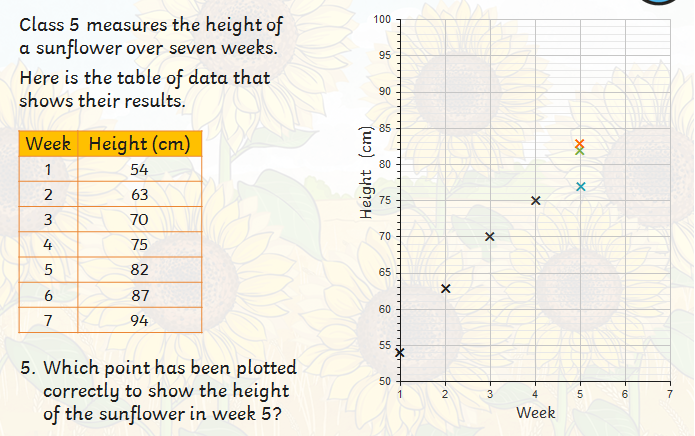 Class 5 measures the height of
a sunflower over seven weeks.
Here is the table of data that
shows their results.
Week Height (cm)
1 54
2 63
3 70
4 75
5 82
6 87
7 94
5. Which point has been plotted
correctly to show the height
of the sunflower in week 5?
Height (cm)
100
95
90
85
80
75
70
65
60
55
50
1 2 3 4 5 6 7
Week